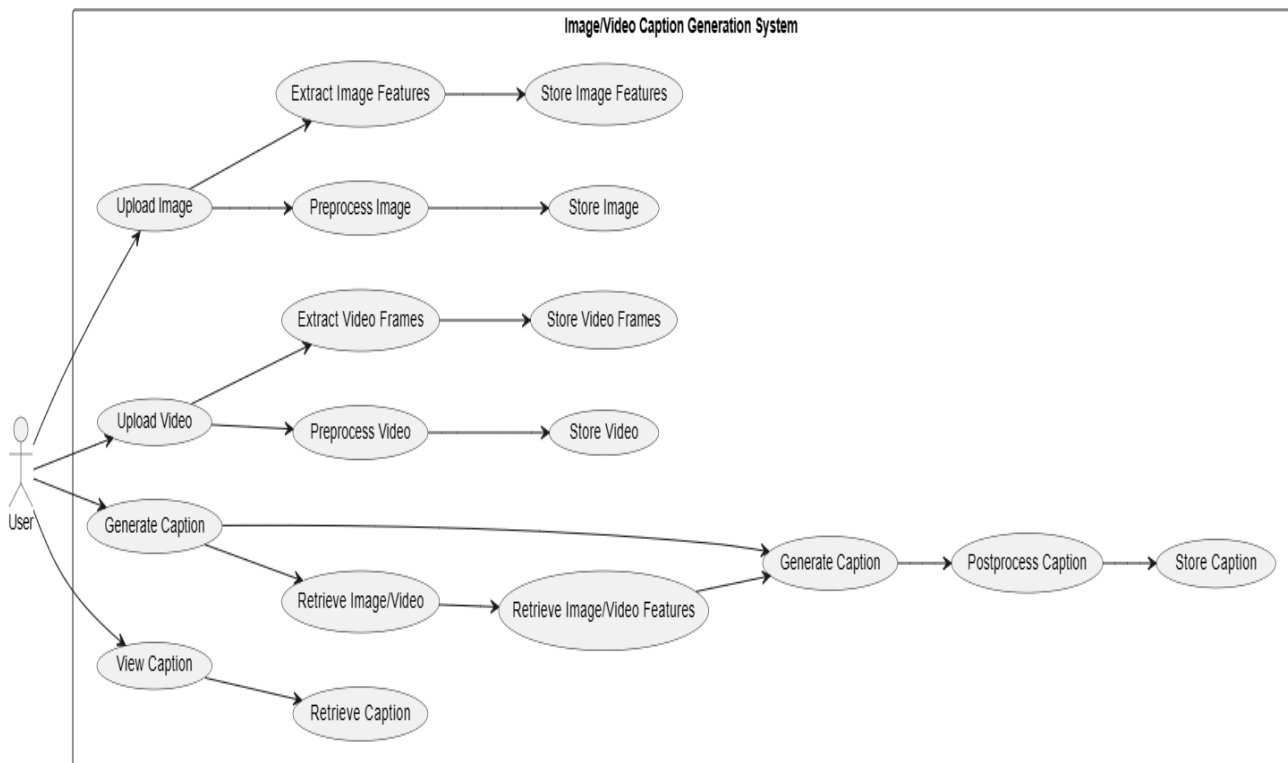 Image/Video Caption Generation System
Extract Image Features
Store Image Features
Upload Image
Preprocess Image
Store Image
Extract Video Frames
Store Video Frames
Upload Video
Preprocess Video
Store Video
User
Generate Caption
Generate Caption
Postprocess Caption
Store Caption
Retrieve Image/Video
Retrieve Image/Video Features
View Caption
Retrieve Caption